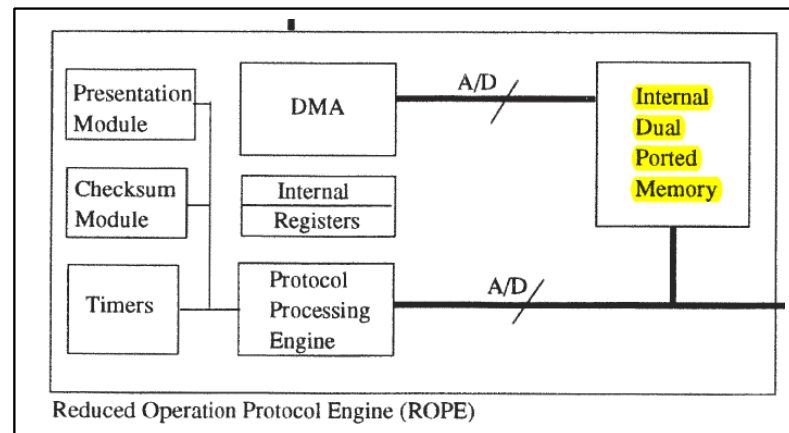 Presentation
Module
DMA
A/D
Internal
Dual
Ported
Memory
Checksum
Module
Internal
Registers
Timers
Protocol
Processing
Engine
A/D
Reduced Operation Protocol Engine (ROPE)